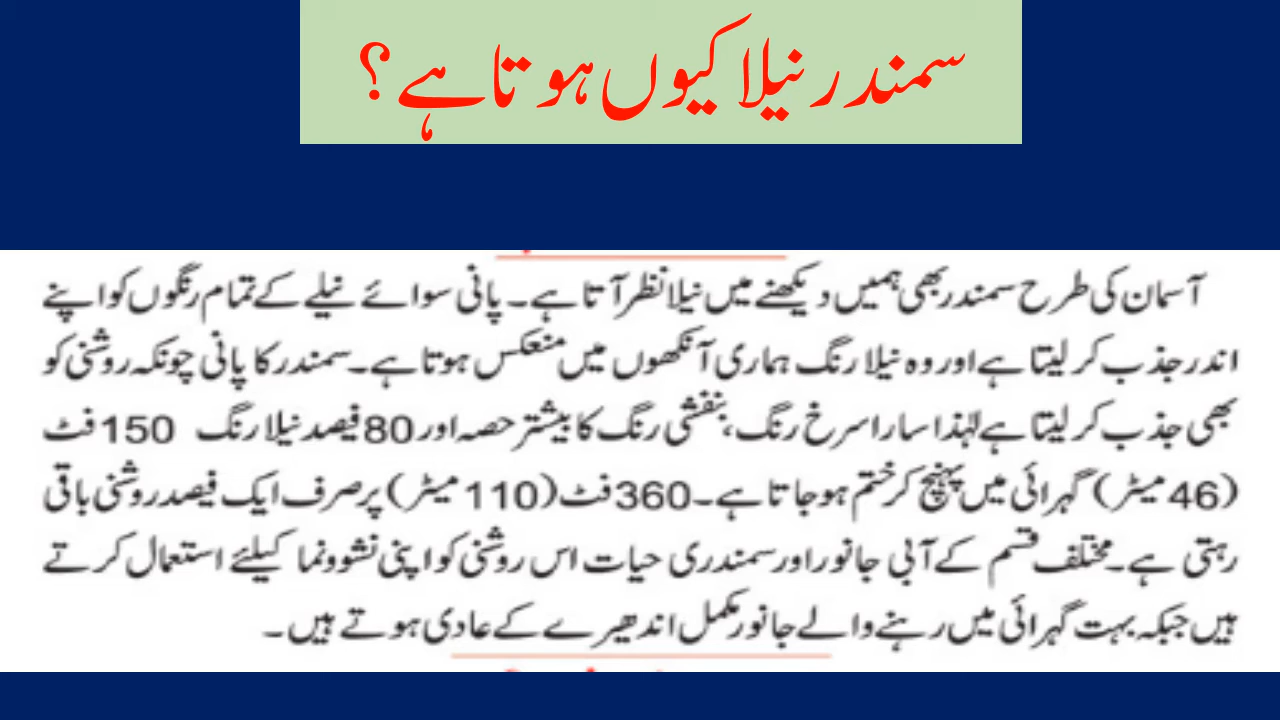 سمندر نیلا کیوں ہوتا ہے؟
آسمان کی طرح سمندر بھی ہمیں دیکھنے میں نیلا نظر آتا ہے۔ پانی سوائے نیلے کے تمام رنگوں کو اپنے
اندر جذب کر لیتا ہے اور وہ نیلا رنگ ہماری آنکھوں میں منعکس ہوتا ہے۔ سمندر کا پانی چونکہ روشنی کو
بھی جذب کر لیتا ہے لہٰذا سارا سرخ رنگ، بنفشی رنگ کا بیشتر حصہ اور 80 فیصد نیلا رنگ 150 فٹ
(46 میٹر) گہرائی میں پہنچ کر ختم ہو جاتا ہے۔ 360 فٹ (110 میٹر) پر صرف ایک فیصد روشنی باقی
رہتی ہے۔ مختلف قسم کے آبی جانور اور سمندری حیات اس روشنی کو اپنی نشوونما کیلئے استعمال کرتے
ہیں جبکہ بہت گہرائی میں رہنے والے جانور مکمل اندھیرے کے عادی ہوتے ہیں۔